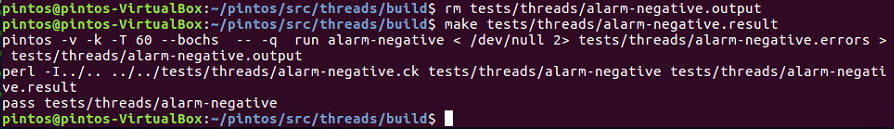 pintos@pintos-VirtualBox:~/pintos/src/threads/build$ rm tests/threads/alarm-negative.output
pintos@pintos-VirtualBox:~/pintos/src/threads/build$ make tests/threads/alarm-negative.result
pintos -v -k -T 60 --bochs  -- -q  run alarm-negative < /dev/null 2> tests/threads/alarm-negative.errors >
 tests/threads/alarm-negative.output
perl -I../.. ../../tests/threads/alarm-negative.ck tests/threads/alarm-negative tests/threads/alarm-negati
ve.result
pass tests/threads/alarm-negative
pintos@pintos-VirtualBox:~/pintos/src/threads/build$